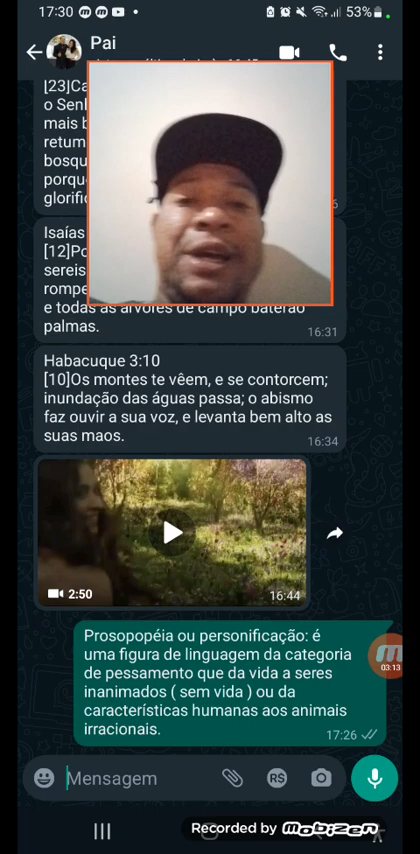 17:30
53%
Pai
[23]Ca
o Senh
mais b
retum
bosqu
porqu
glorifi
Isaías
[12]Po
sereis
rompe
e todas as árvores de campo baterão
palmas.
16:31
Habacuque 3:10
[10]Os montes te vêem, e se contorcem;
inundação das águas passa; o abismo
faz ouvir a sua voz, e levanta bem alto as
suas maos.
16:34
2:50
16:44
Prosopopéia ou personificação: é
uma figura de linguagem da categoria
de pessamento que da vida a seres
inanimados ( sem vida ) ou da
características humanas aos animais
irracionais.
17:26
03:13
Mensagem
R$
Recorded by mobizen